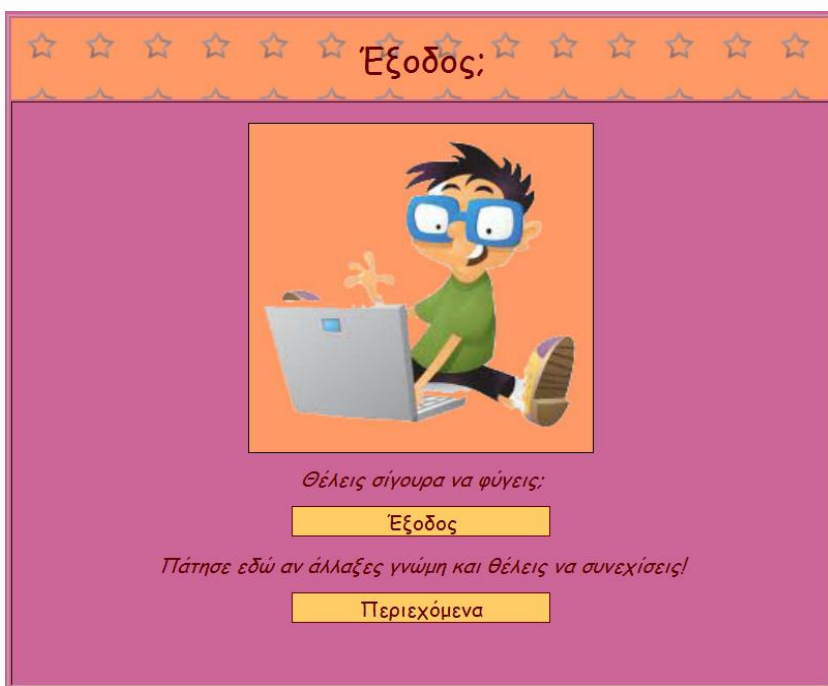 Έξοδος;
Θέλεις σίγουρα να φύγεις;
Έξοδος
Πάτησε εδώ αν άλλαξες γνώμη και θέλεις να συνεχίσεις!
Περιεχόμενα